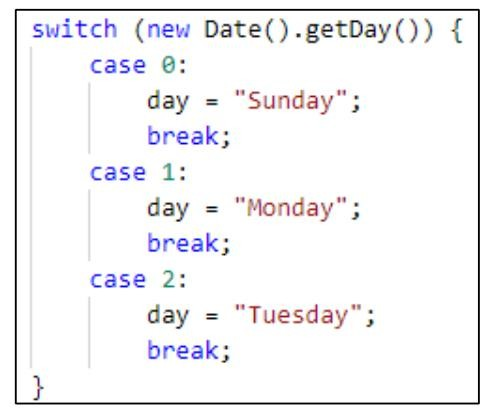 switch (new Date().getDay()) {
    case 0:
        day = "Sunday";
        break;
    case 1:
        day = "Monday";
        break;
    case 2:
        day = "Tuesday";
        break;
}